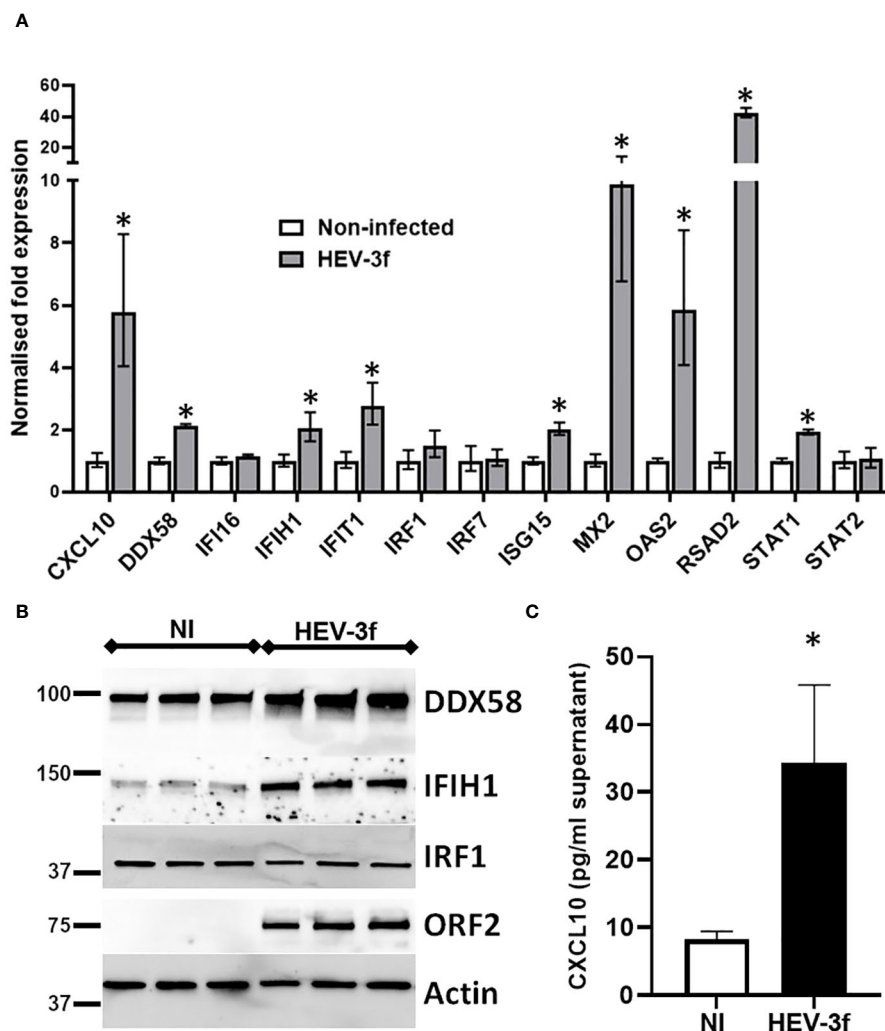 A
Normalised fold expression
60
40
20
10
8
6
4
2
0
Non-infected
HEV-3f
*
*
*
*
*
*
*
*
*
CXCL10
DDX58
IFI16
IFIH1
IFIT1
IRF1
IRF7
ISG15
MX2
OAS2
RSAD2
STAT1
STAT2
B
NI
HEV-3f
100
DDX58
150
IFIH1
37
IRF1
75
ORF2
37
Actin
C
CXCL10 (pg/ml supernatant)
50
40
30
20
10
0
*
NI
HEV-3f